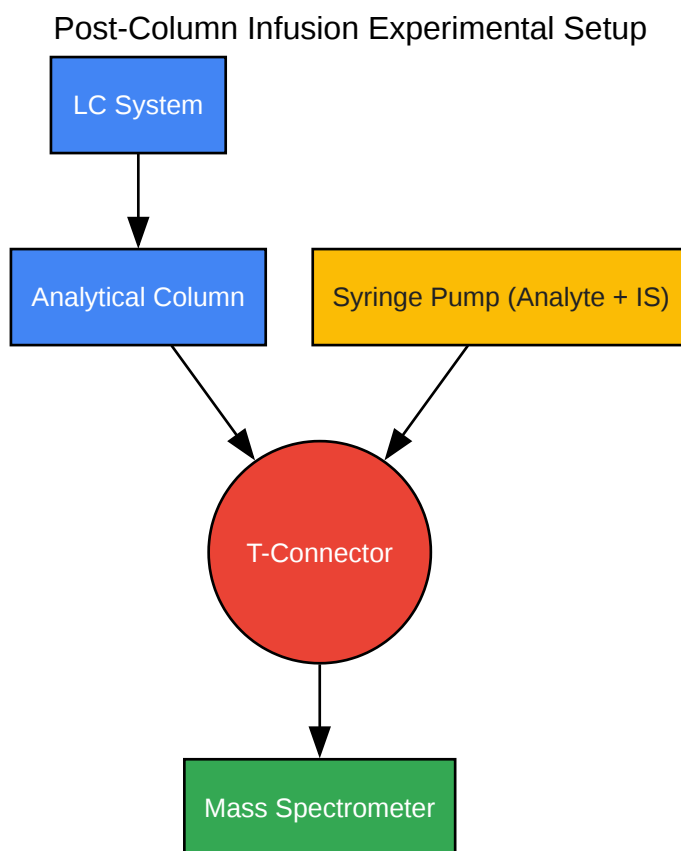 Post-Column Infusion Experimental Setup
LC System
Analytical Column
Syringe Pump (Analyte + IS)
T-Connector
Mass Spectrometer